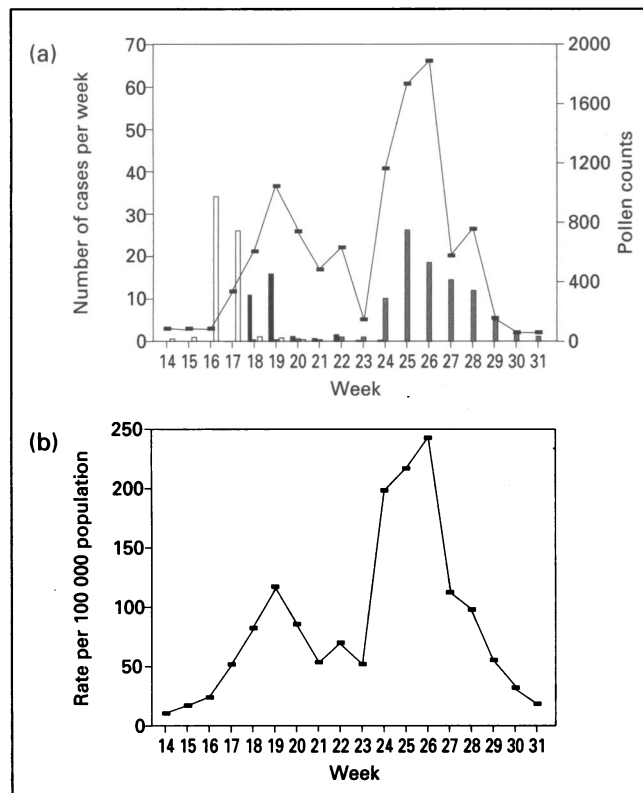 (a)
Number of cases per week
70
60
50
40
30
20
10
0
2000
1600
1200
800
400
0
Pollen counts
14 15 16 17 18 19 20 21 22 23 24 25 26 27 28 29 30 31
Week
(b)
Rate per 100 000 population
250
200
150
100
50
0
14 15 16 17 18 19 20 21 22 23 24 25 26 27 28 29 30 31
Week